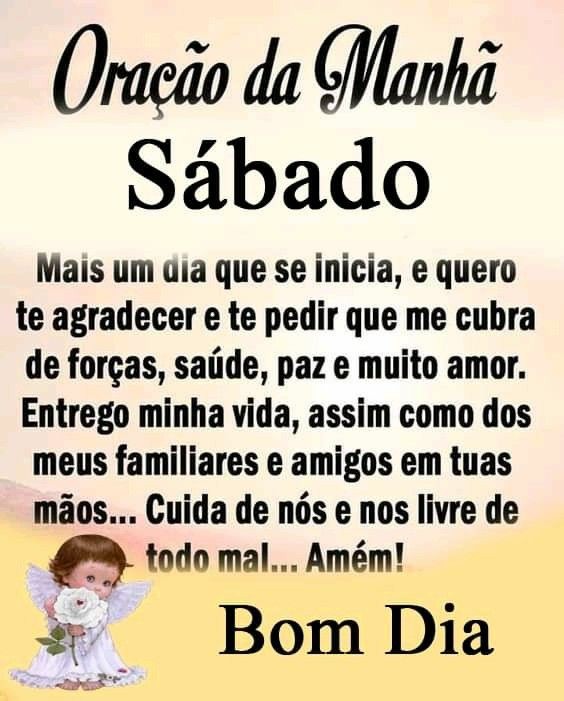 Oração da Manhã
Sábado
Mais um dia que se inicia, e quero
te agradecer e te pedir que me cubra
de forças, saúde, paz e muito amor.
Entrego minha vida, assim como dos
meus familiares e amigos em tuas
mãos... Cuida de nós e nos livre de
todo mal... Amém!
Bom Dia